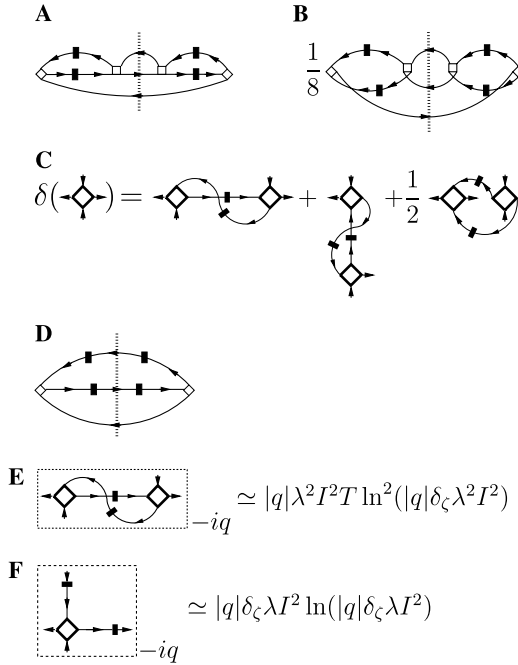 A B
1/8
C
δ( ) = + + 1/2
D
E ≃ |q|λ²I²T ln²(|q|δ_ζλ²I²)
−iq
F ≃ |q|δ_ζλI² ln(|q|δ_ζλI²)
−iq